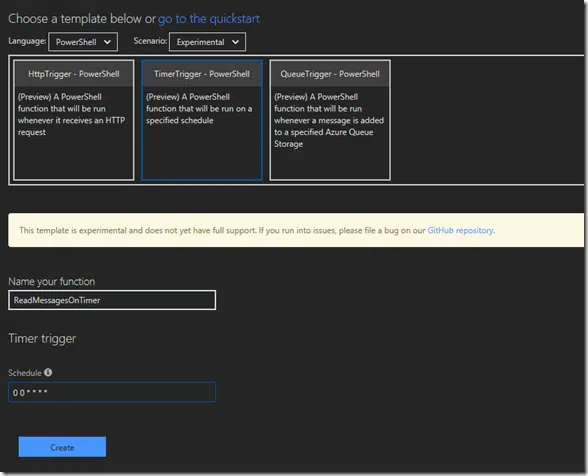 Choose a template below or go to the quickstart
Language: PowerShell Scenario: Experimental
HttpTrigger - PowerShell
(Preview) A PowerShell
function that will be run
whenever it receives an HTTP
request
TimerTrigger - PowerShell
(Preview) A PowerShell
function that will be run on a
specified schedule
QueueTrigger - PowerShell
(Preview) A PowerShell
function that will be run
whenever a message is added
to a specified Azure Queue
Storage
This template is experimental and does not yet have full support. If you run into issues, please file a bug on our GitHub repository.
Name your function
ReadMessagesOnTimer
Timer trigger
Schedule
0 0 * * * *
Create